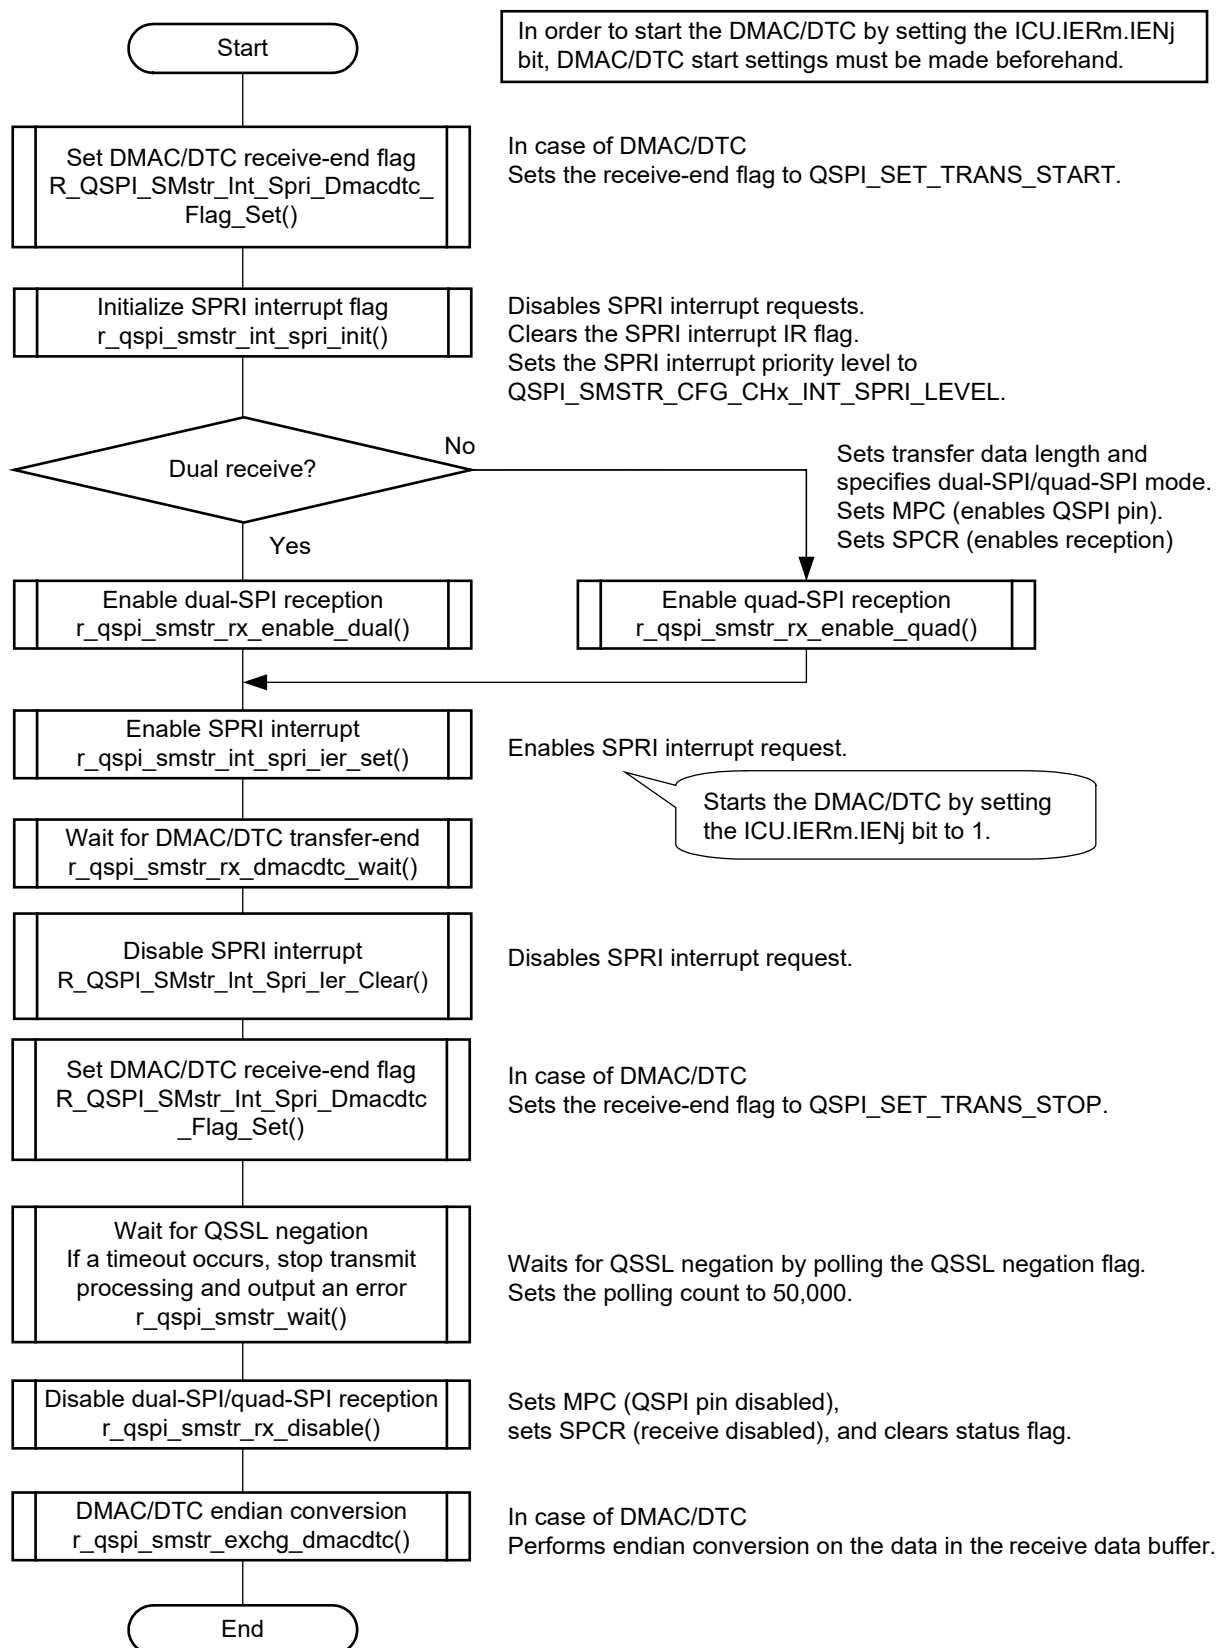 Start
In order to start the DMAC/DTC by setting the ICU.IERm.IENj
bit, DMAC/DTC start settings must be made beforehand.
Set DMAC/DTC receive-end flag
R_QSPI_SMstr_Int_Spri_Dmacdtc_
Flag_Set()
In case of DMAC/DTC
Sets the receive-end flag to QSPI_SET_TRANS_START.
Initialize SPRI interrupt flag
r_qspi_smstr_int_spri_init()
Disables SPRI interrupt requests.
Clears the SPRI interrupt IR flag.
Sets the SPRI interrupt priority level to
QSPI_SMSTR_CFG_CHx_INT_SPRI_LEVEL.
Dual receive?
No
Yes
Sets transfer data length and
specifies dual-SPI/quad-SPI mode.
Sets MPC (enables QSPI pin).
Sets SPCR (enables reception)
Enable dual-SPI reception
r_qspi_smstr_rx_enable_dual()
Enable quad-SPI reception
r_qspi_smstr_rx_enable_quad()
Enable SPRI interrupt
r_qspi_smstr_int_spri_ier_set()
Enables SPRI interrupt request.
Starts the DMAC/DTC by setting
the ICU.IERm.IENj bit to 1.
Wait for DMAC/DTC transfer-end
r_qspi_smstr_rx_dmacdtc_wait()
Disable SPRI interrupt
R_QSPI_SMstr_Int_Spri_Ier_Clear()
Disables SPRI interrupt request.
Set DMAC/DTC receive-end flag
R_QSPI_SMstr_Int_Spri_Dmacdtc
_Flag_Set()
In case of DMAC/DTC
Sets the receive-end flag to QSPI_SET_TRANS_STOP.
Wait for QSSL negation
If a timeout occurs, stop transmit
processing and output an error
r_qspi_smstr_wait()
Waits for QSSL negation by polling the QSSL negation flag.
Sets the polling count to 50,000.
Disable dual-SPI/quad-SPI reception
r_qspi_smstr_rx_disable()
Sets MPC (QSPI pin disabled),
sets SPCR (receive disabled), and clears status flag.
DMAC/DTC endian conversion
r_qspi_smstr_exchg_dmacdtc()
In case of DMAC/DTC
Performs endian conversion on the data in the receive data buffer.
End